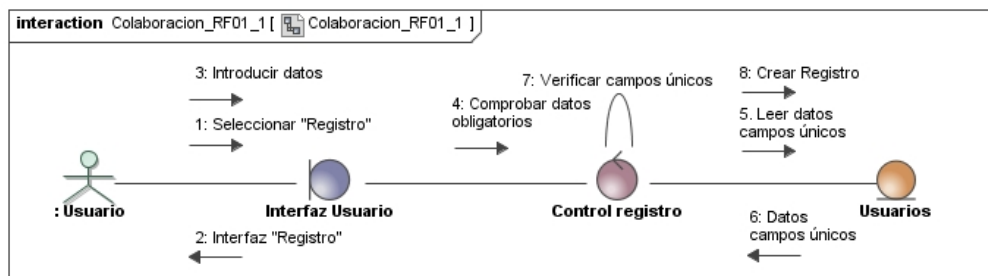 interaction Colaboracion_RF01_1 [ Colaboracion_RF01_1 ]
3: Introducir datos
7: Verificar campos únicos
8: Crear Registro
1: Seleccionar "Registro"
4: Comprobar datos
obligatorios
5. Leer datos
campos únicos
: Usuario
Interfaz Usuario
Control registro
Usuarios
2: Interfaz "Registro"
6: Datos
campos únicos